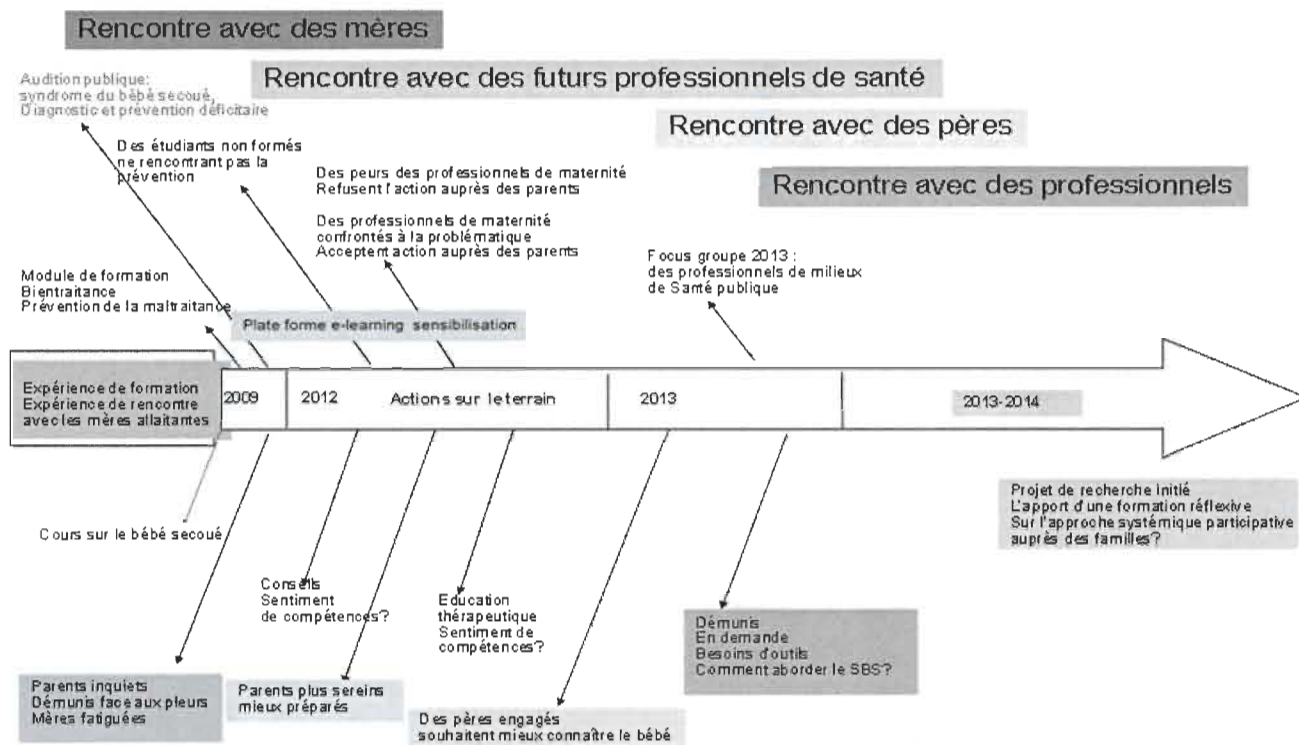 Rencontre avec des mères
Rencontre avec des futurs professionnels de santé
Rencontre avec des pères
Rencontre avec des professionnels
Audition publique:
syndrome du bébé secoué,
Diagnostic et prévention déficitaire
Des étudiants non formés
ne rencontrant pas la
prévention
Des peurs des professionnels de maternité
Refusent l'action auprès des parents
Des professionnels de maternité
confrontés à la problématique
Acceptent action auprès des parents
Focus groupe 2013 :
des professionnels de milieux
de Santé publique
Module de formation
Bientraitance
Prévention de la maltraitance
Plate forme e-learning sensibilisation
Expérience de formation
Expérience de rencontre
avec les mères allaitantes
2009
2012
Actions sur le terrain
2013
2013-2014
Projet de recherche initié
L'apport d'une formation réflexive
Sur l'approche systémique participative
auprès des familles?
Cours sur le bébé secoué
Conseils
Sentiment
de compétences?
Education
thérapeutique
Sentiment de
compétences?
Démunis
En demande
Besoins d'outils
Comment aborder le SBS?
Parents inquiets
Démunis face aux pleurs
Mères fatiguées
Parents plus sereins
mieux préparés
Des pères engagés
souhaitent mieux connaître le bébé